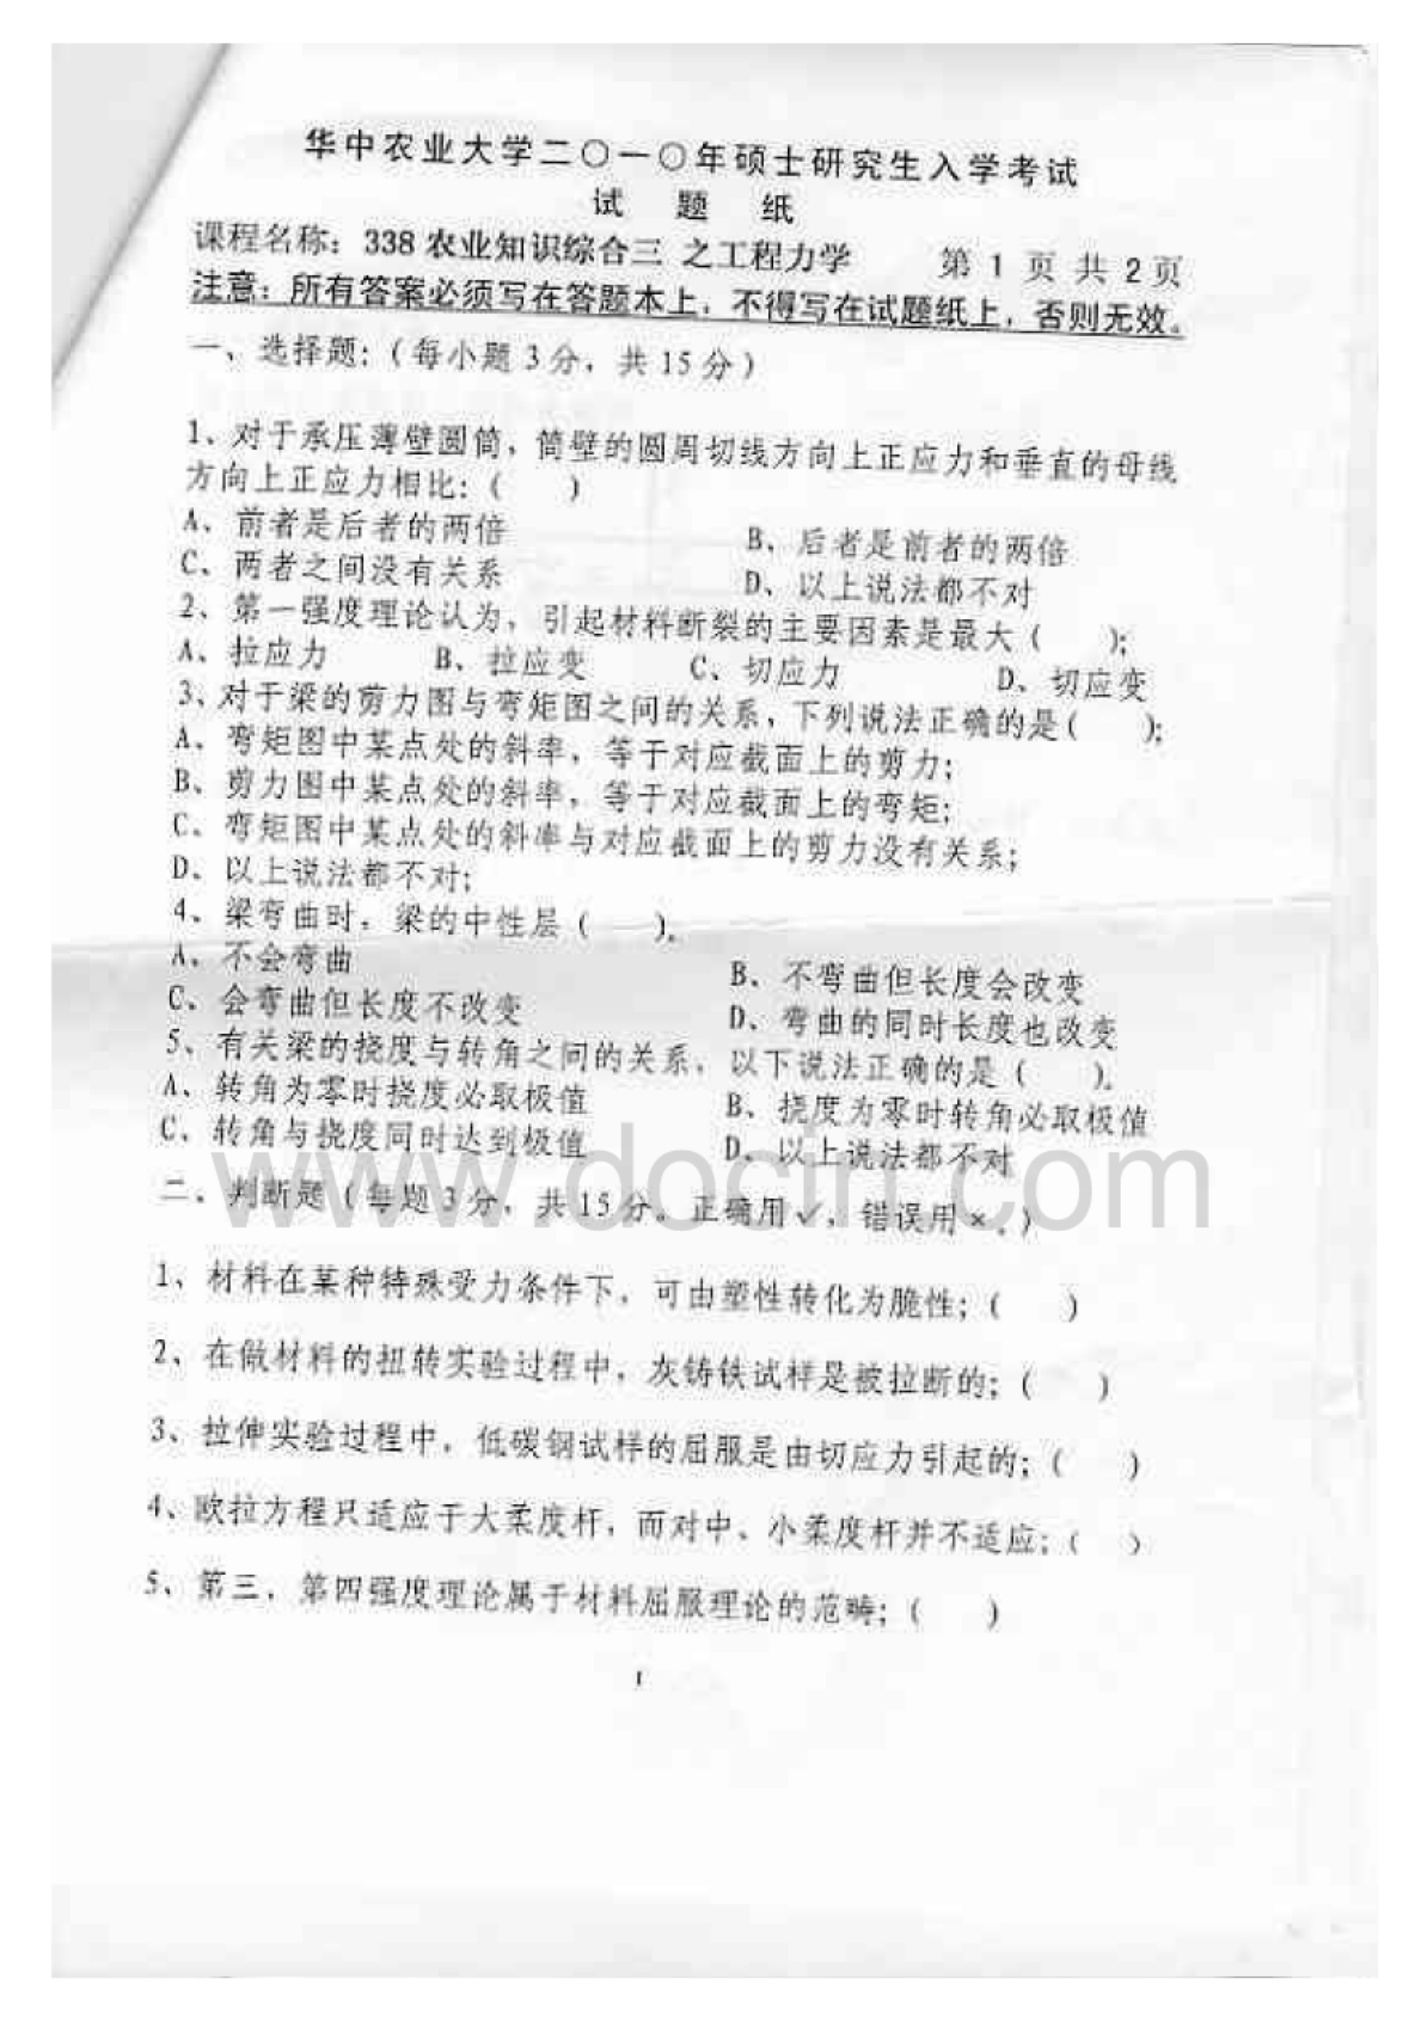 华中农业大学二〇一〇年硕士研究生入学考试
试 题 纸
课程名称：338 农业知识综合三 之工程力学 第 1 页 共 2 页
注意：所有答案必须写在答题本上，不得写在试题纸上，否则无效。
一、选择题:(每小题 3 分，共 15 分)
1、对于承压薄壁圆筒，筒壁的圆周切线方向上正应力和垂直的母线
方向上正应力相比:( )
A、前者是后者的两倍 B、后者是前者的两倍
C、两者之间没有关系 D、以上说法都不对
2、第一强度理论认为，引起材料断裂的主要因素是最大( );
A、拉应力 B、拉应变 C、切应力 D、切应变
3、对于梁的剪力图与弯矩图之间的关系，下列说法正确的是( );
A、弯矩图中某点处的斜率，等于对应截面上的剪力;
B、剪力图中某点处的斜率，等于对应截面上的弯矩;
C、弯矩图中某点处的斜率与对应截面上的剪力没有关系;
D、以上说法都不对;
4、梁弯曲时，梁的中性层( )。
A、不会弯曲 B、不弯曲但长度会改变
C、会弯曲但长度不改变 D、弯曲的同时长度也改变
5、有关梁的挠度与转角之间的关系，以下说法正确的是( )。
A、转角为零时挠度必取极值 B、挠度为零时转角必取极值
C、转角与挠度同时达到极值 D、以上说法都不对
www.docin.com
二、判断题(每题 3 分，共 15 分。正确用✓，错误用×。)
1、材料在某种特殊受力条件下，可由塑性转化为脆性;( )
2、在做材料的扭转实验过程中，灰铸铁试样是被拉断的;( )
3、拉伸实验过程中，低碳钢试样的屈服是由切应力引起的;( )
4、欧拉方程只适应于大柔度杆，而对中、小柔度杆并不适应;( )
5、第三，第四强度理论属于材料屈服理论的范畴;( )
1